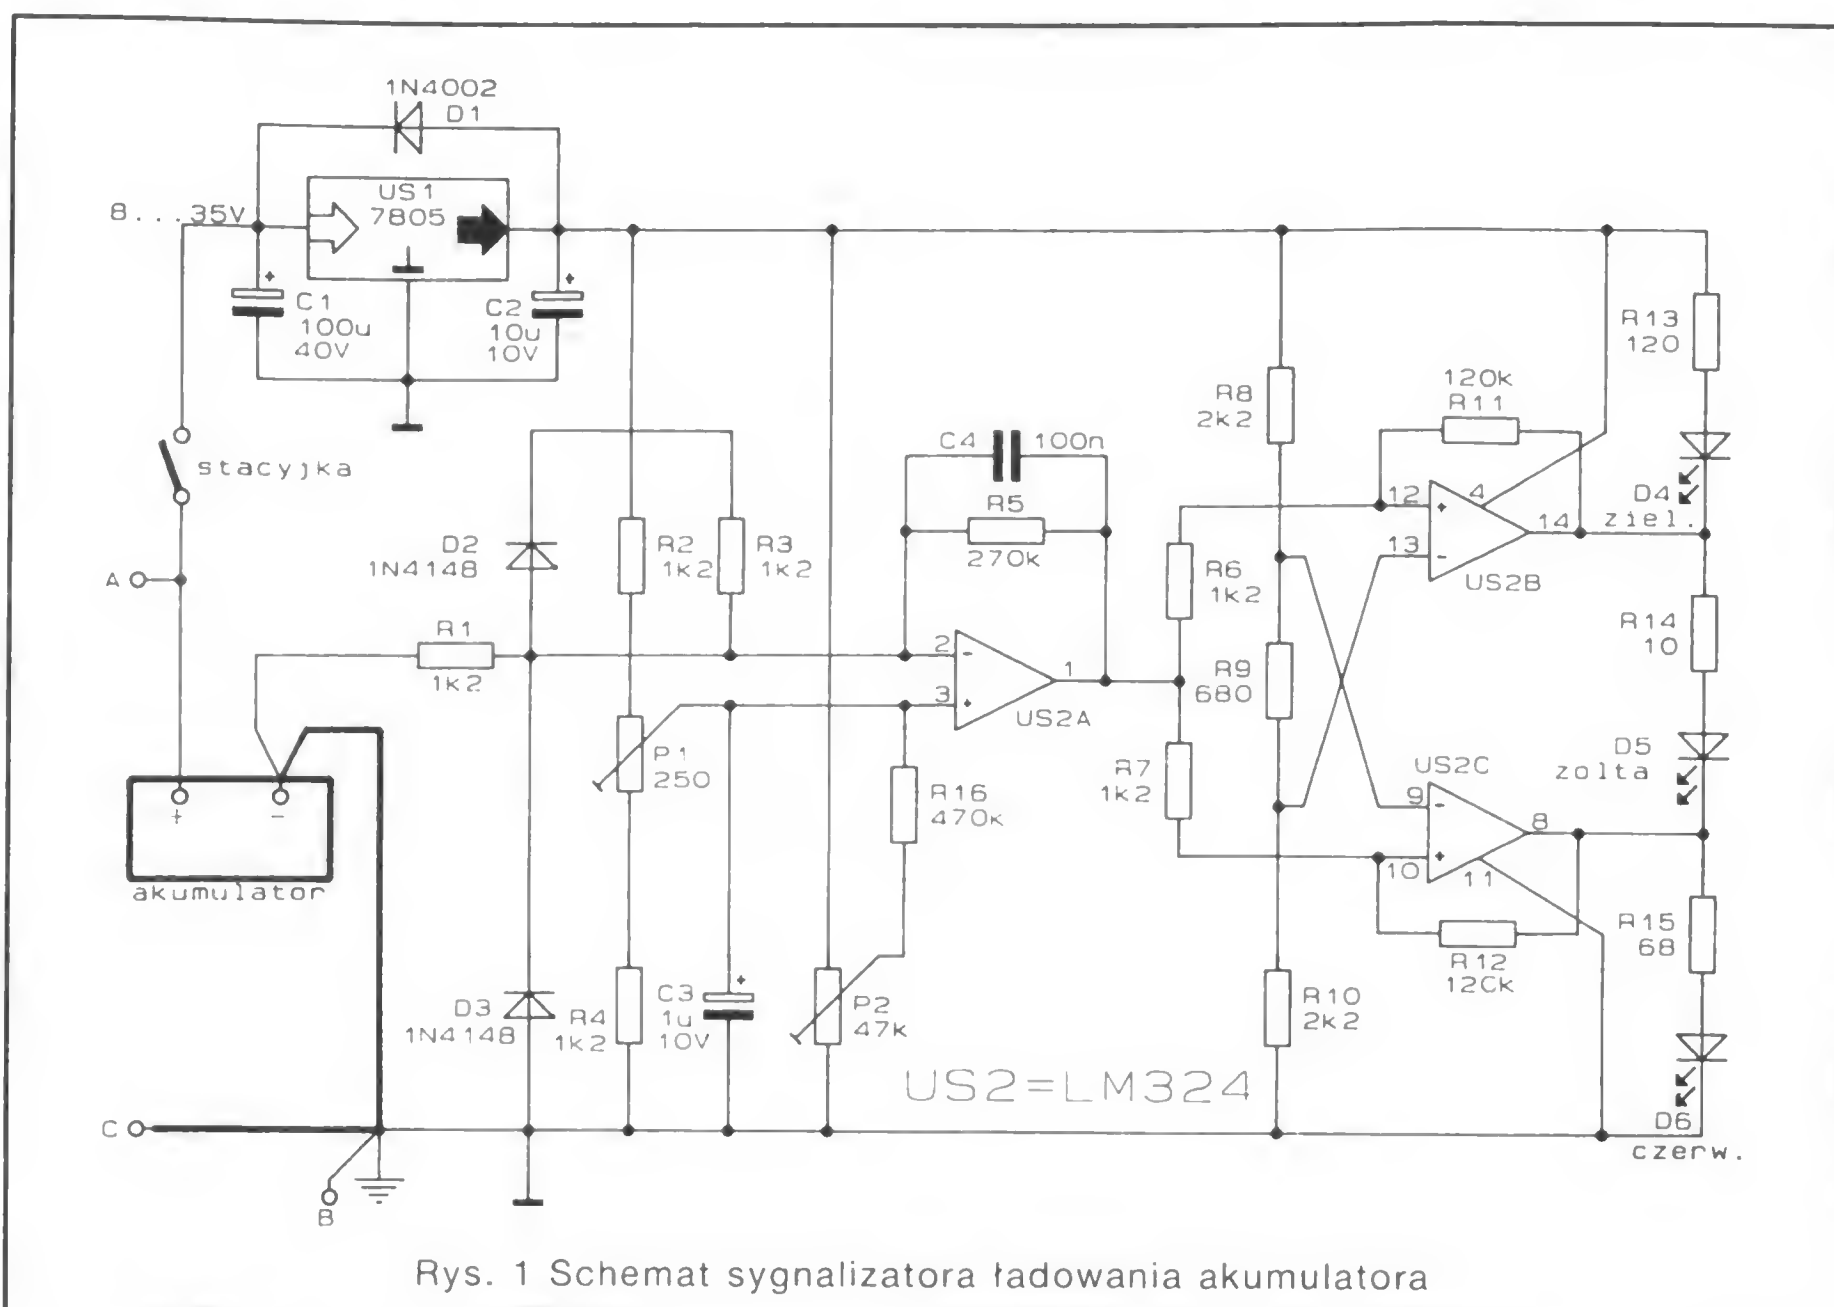 1N4002
D1
8...35V
US1
7805
C1
100u
40V
C2
10u
10V
stacyjka
A
D2
1N4148
R1
1k2
R2
1k2
R3
1k2
C4 100n
R5
270k
2
-
3
+
1
US2A
P1
250
R16
470k
R6
1k2
R7
1k2
R8
2k2
R9
680
R10
2k2
120k
R11
12
+
4
13
-
14
US2B
US2C
9
-
8
+
10
11
R12
120k
R13
120
D4
ziel.
R14
10
D5
zolta
R15
68
D6
czerw.
+
-
akumulator
D3
1N4148
R4
1k2
C3
1u
10V
P2
47k
US2=LM324
C
B
Rys. 1 Schemat sygnalizatora ładowania akumulatora